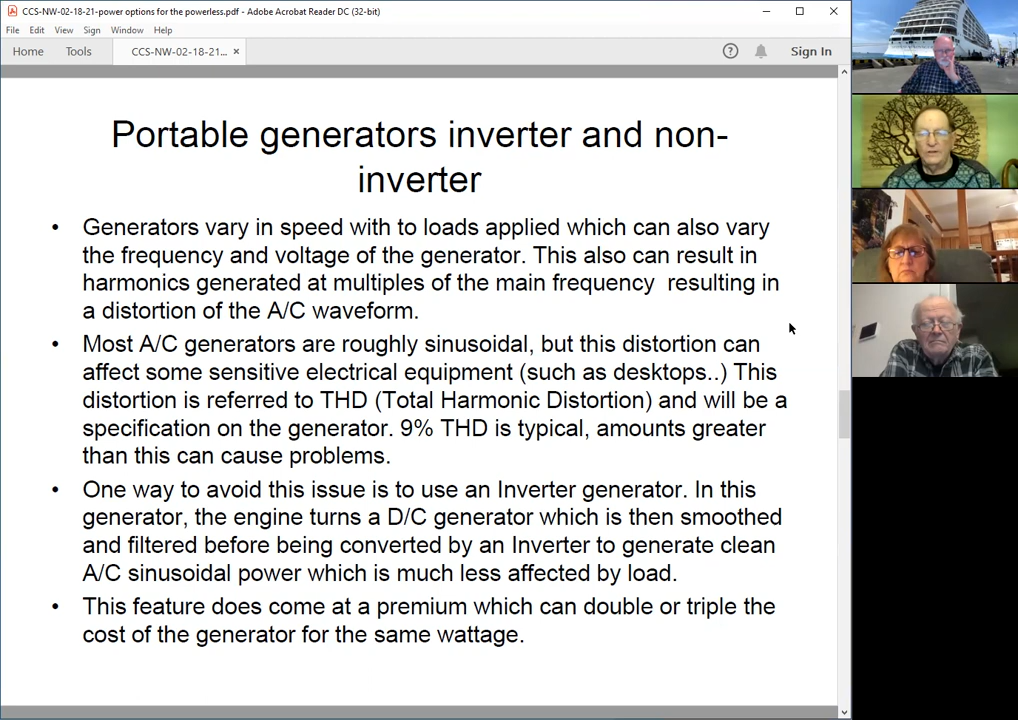 CCS-NW-02-18-21-power options for the powerless.pdf - Adobe Acrobat Reader DC (32-bit)
File Edit View Sign Window Help
Home Tools CCS-NW-02-18-21... × Sign In
Portable generators inverter and non-
inverter
• Generators vary in speed with to loads applied which can also vary
the frequency and voltage of the generator. This also can result in
harmonics generated at multiples of the main frequency resulting in
a distortion of the A/C waveform.
• Most A/C generators are roughly sinusoidal, but this distortion can
affect some sensitive electrical equipment (such as desktops..) This
distortion is referred to THD (Total Harmonic Distortion) and will be a
specification on the generator. 9% THD is typical, amounts greater
than this can cause problems.
• One way to avoid this issue is to use an Inverter generator. In this
generator, the engine turns a D/C generator which is then smoothed
and filtered before being converted by an Inverter to generate clean
A/C sinusoidal power which is much less affected by load.
• This feature does come at a premium which can double or triple the
cost of the generator for the same wattage.